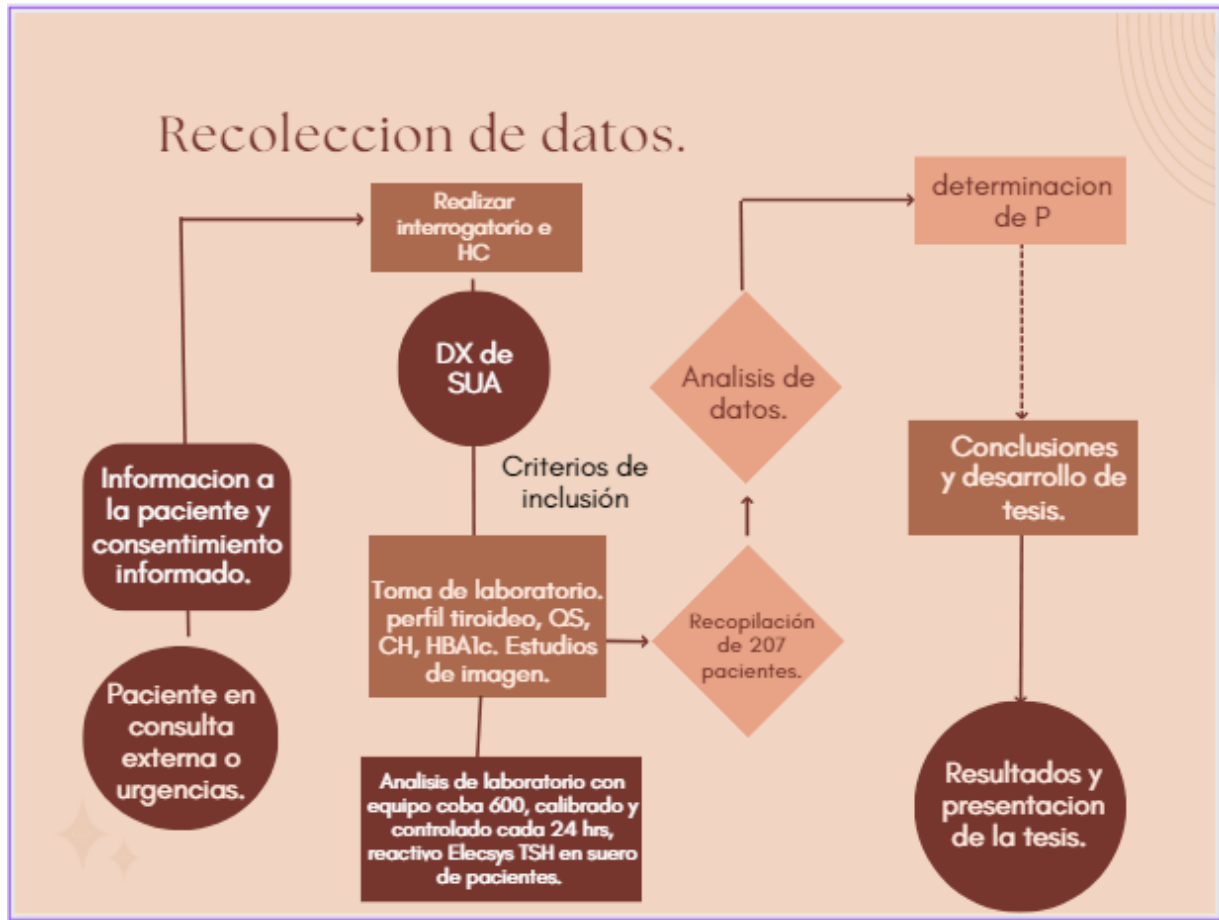 Recoleccion de datos.
Paciente en
consulta
externa o
urgencias.
Informacion a
la paciente y
consentimiento
informado.
Realizar
interrogatorio e
HC
DX de
SUA
Criterios de
inclusión
Toma de laboratorio.
perfil tiroideo, QS,
CH, HBA1c. Estudios
de imagen.
Analisis de laboratorio con
equipo coba 600, calibrado y
controlado cada 24 hrs,
reactivo Elecsys TSH en suero
de pacientes.
Recopilación
de 207
pacientes.
Analisis de
datos.
determinacion
de P
Conclusiones
y desarrollo de
tesis.
Resultados y
presentacion
de la tesis.